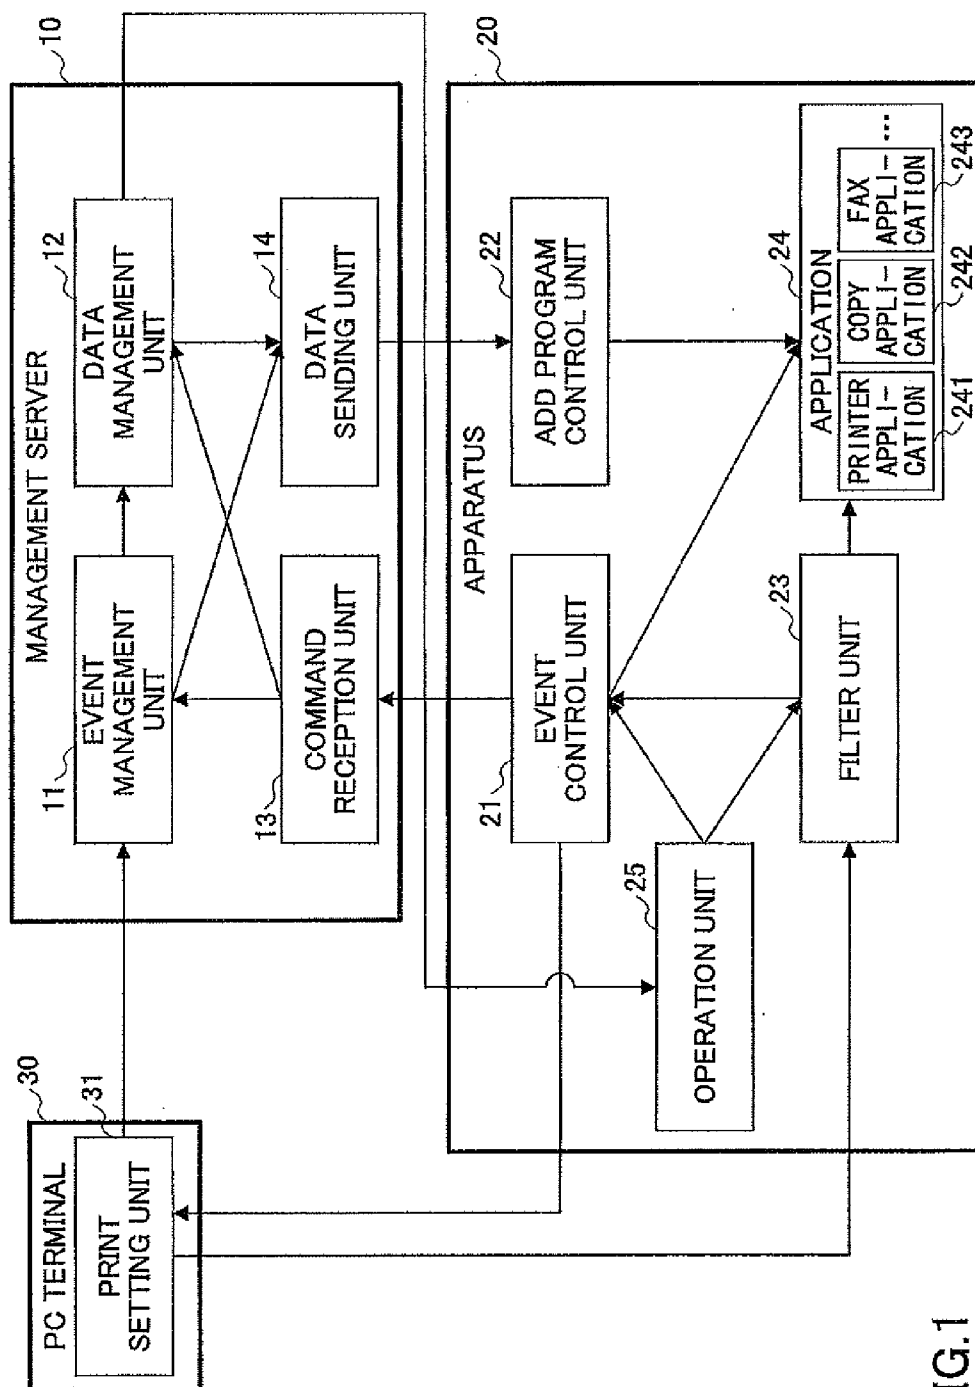 PC TERMINAL
30
PRINT
SETTING UNIT
31
MANAGEMENT SERVER
10
11
EVENT
MANAGEMENT
UNIT
12
DATA
MANAGEMENT
UNIT
13
COMMAND
RECEPTION UNIT
14
DATA
SENDING UNIT
APPARATUS
20
21
EVENT
CONTROL UNIT
22
ADD PROGRAM
CONTROL UNIT
25
OPERATION UNIT
23
FILTER UNIT
24
APPLICATION
PRINTER
APPLI-
CATION
COPY
APPLI-
CATION
FAX
APPLI-
CATION
...
241
242
243
IG.1